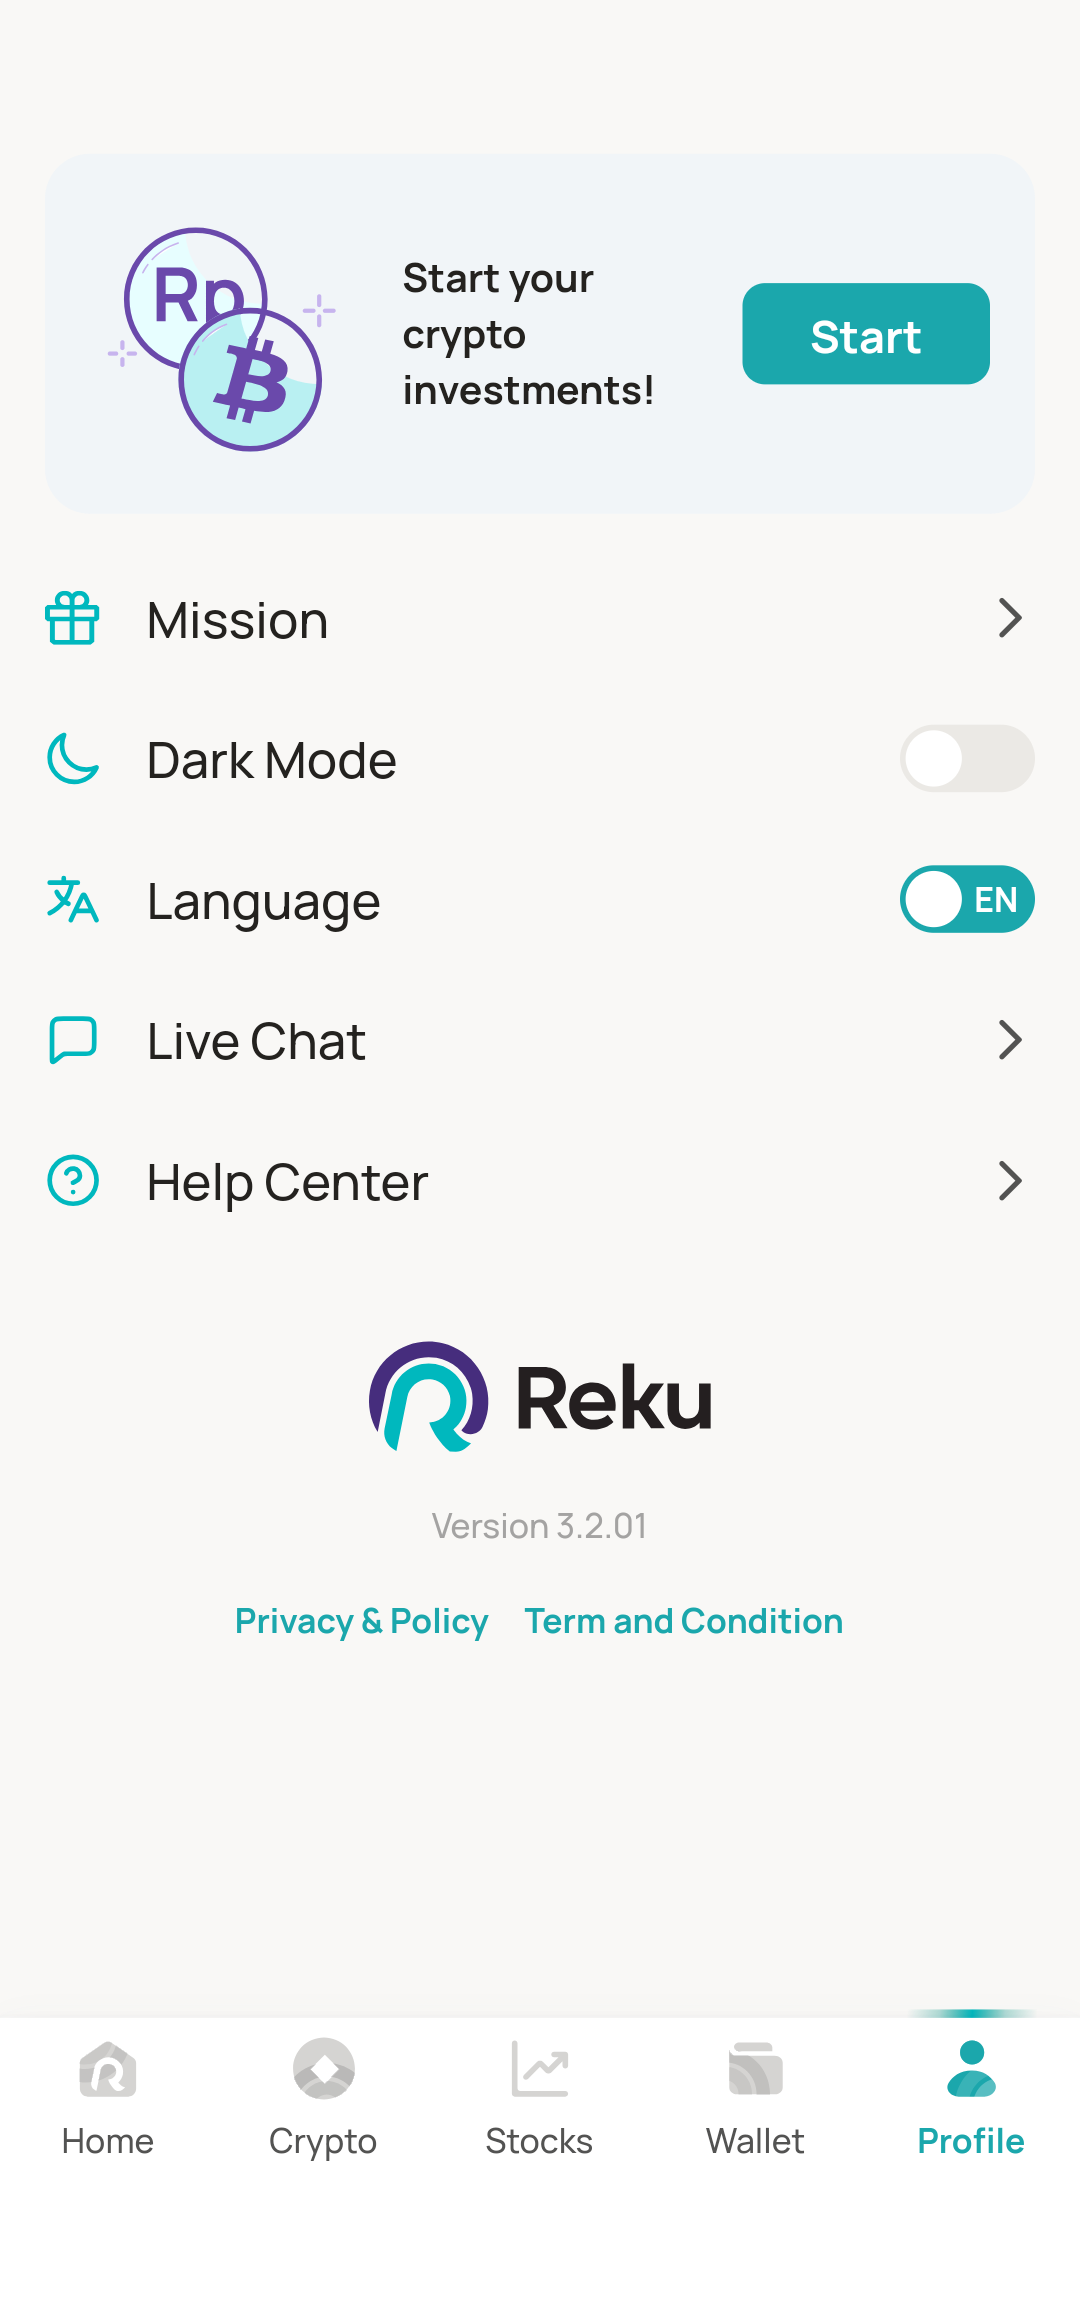 Rp
Start your
crypto
investments!
Start
Mission
Dark Mode
Language
EN
Live Chat
Help Center
Reku
Version 3.2.01
Privacy & Policy Term and Condition
Home Crypto Stocks Wallet Profile